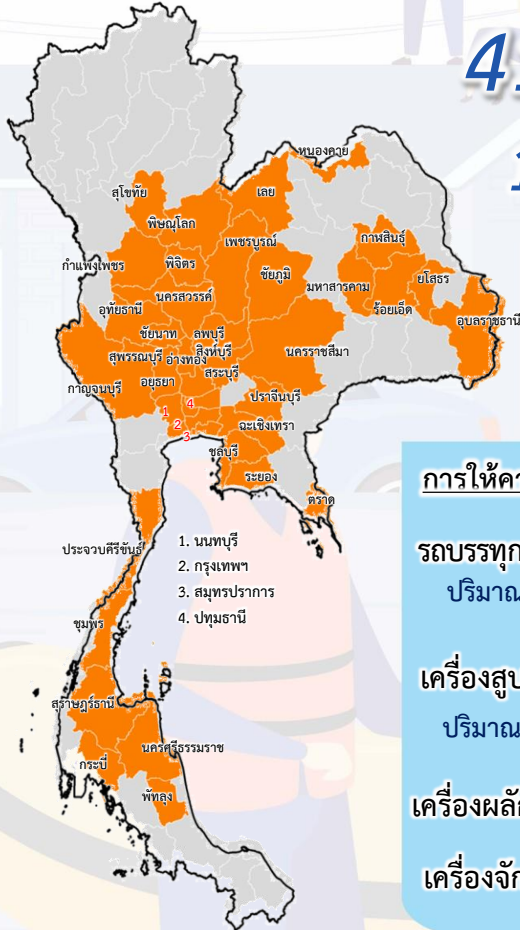 41
หนองคาย
สุโขทัย
เลย
พิษณุโลก
เพชรบูรณ์
กาฬสินธุ์
กำแพงเพชร
พิจิตร
ชัยภูมิ
มหาสารคาม
ยโสธร
นครสวรรค์
อุทัยธานี
ร้อยเอ็ด
อุบลราชธานี
ชัยนาท
ลพบุรี
สิงห์บุรี
สุพรรณบุรี
อ่างทอง
นครราชสีมา
สระบุรี
กาญจนบุรี
อยุธยา
ปราจีนบุรี
1
4
2
ฉะเชิงเทรา
3
ชลบุรี
ระยอง
ตราด
ประจวบคีรีขันธ์
1. นนทบุรี
2. กรุงเทพฯ
3. สมุทรปราการ
4. ปทุมธานี
ชุมพร
สุราษฎร์ธานี
นครศรีธรรมราช
กระบี่
พัทลุง
การให้คว
รถบรรทุก
ปริมาณ
เครื่องสูบ
ปริมาณ
เครื่องผลัก
เครื่องจัก